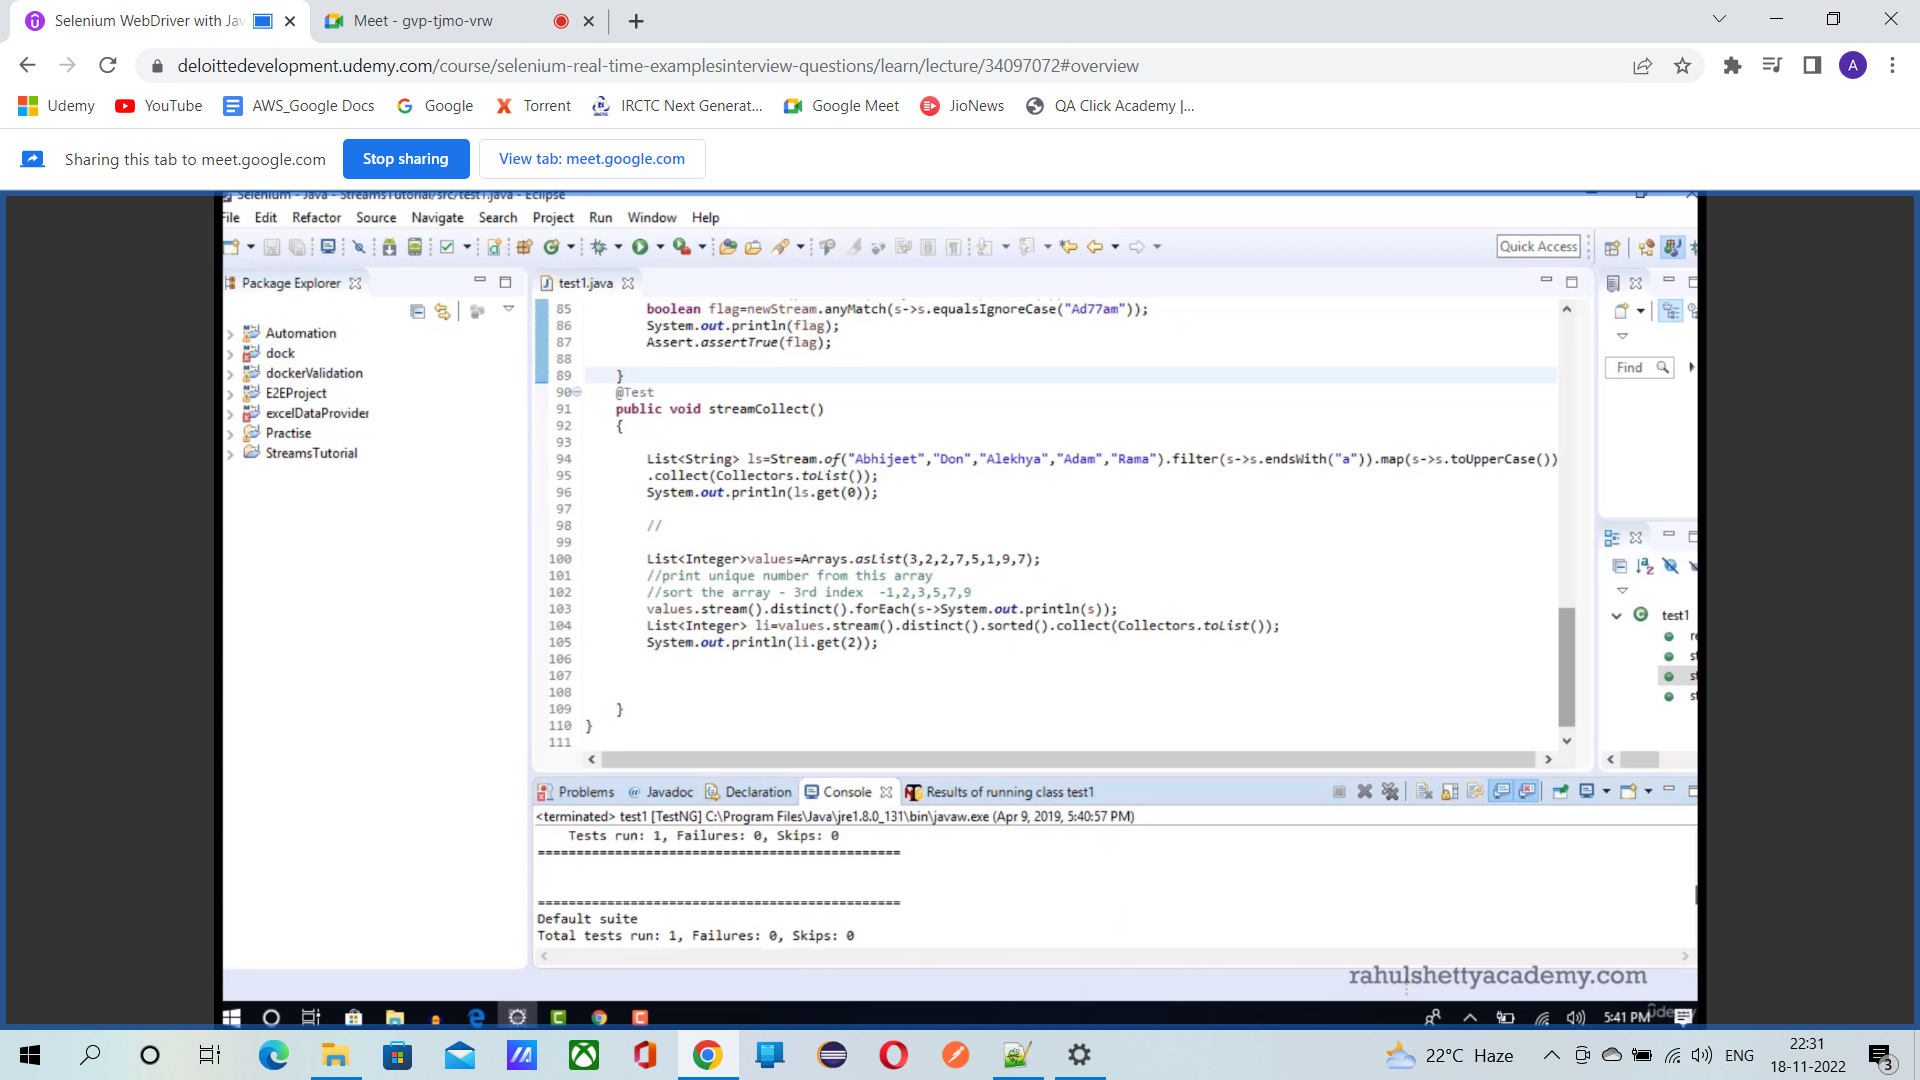 Selenium WebDriver with Jav
Meet - gvp-tjmo-vrw
deloittedevelopment.udemy.com/course/selenium-real-time-examplesinterview-questions/learn/lecture/34097072#overview
A
Udemy YouTube AWS_Google Docs Google Torrent IRCTC Next Generat... Google Meet JioNews QA Click Academy |...
Sharing this tab to meet.google.com Stop sharing View tab: meet.google.com
Selenium - Java - StreamsTutorial/src/test1.java - Eclipse
File Edit Refactor Source Navigate Search Project Run Window Help
Quick Access
Package Explorer
Automation
dock
dockerValidation
E2EProject
excelDataProvider
Practise
StreamsTutorial
test1.java
85 boolean flag=newStream.anyMatch(s->s.equalsIgnoreCase("Ad77am"));
86 System.out.println(flag);
87 Assert.assertTrue(flag);
88
89 }
90 @Test
91 public void streamCollect()
92 {
93
94 List<String> ls=Stream.of("Abhijeet","Don","Alekhya","Adam","Rama").filter(s->s.endsWith("a")).map(s->s.toUpperCase())
95 .collect(Collectors.toList());
96 System.out.println(ls.get(0));
97
98 //
99
100 List<Integer>values=Arrays.asList(3,2,2,7,5,1,9,7);
101 //print unique number from this array
102 //sort the array - 3rd index -1,2,3,5,7,9
103 values.stream().distinct().forEach(s->System.out.println(s));
104 List<Integer> li=values.stream().distinct().sorted().collect(Collectors.toList());
105 System.out.println(li.get(2));
106
107
108
109 }
110 }
111
Find
test1
Problems @ Javadoc Declaration Console Results of running class test1
<terminated> test1 [TestNG] C:\Program Files\Java\jre1.8.0_131\bin\javaw.exe (Apr 9, 2019, 5:40:57 PM)
Tests run: 1, Failures: 0, Skips: 0
===============================================
===============================================
Default suite
Total tests run: 1, Failures: 0, Skips: 0
rahulshettyacademy.com
5:41 PM
22°C Haze
ENG
22:31
18-11-2022
3